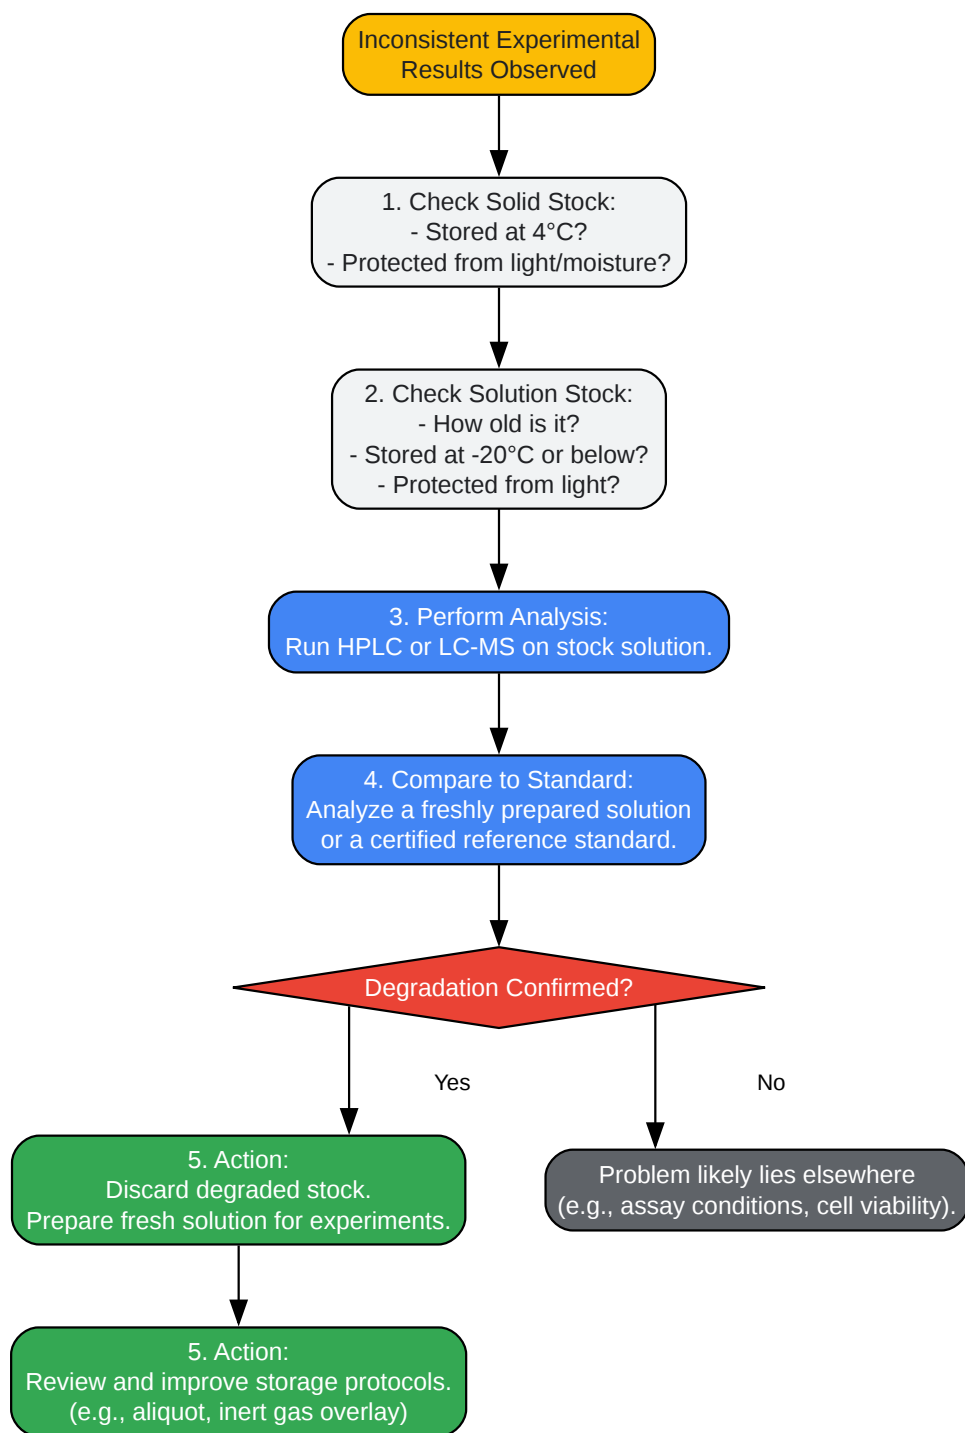 Inconsistent Experimental
Results Observed
1. Check Solid Stock:
- Stored at 4°C?
- Protected from light/moisture?
2. Check Solution Stock:
- How old is it?
- Stored at -20°C or below?
- Protected from light?
3. Perform Analysis:
Run HPLC or LC-MS on stock solution.
4. Compare to Standard:
Analyze a freshly prepared solution
or a certified reference standard.
Degradation Confirmed?
Yes
No
5. Action:
Discard degraded stock.
Prepare fresh solution for experiments.
Problem likely lies elsewhere
(e.g., assay conditions, cell viability).
5. Action:
Review and improve storage protocols.
(e.g., aliquot, inert gas overlay)